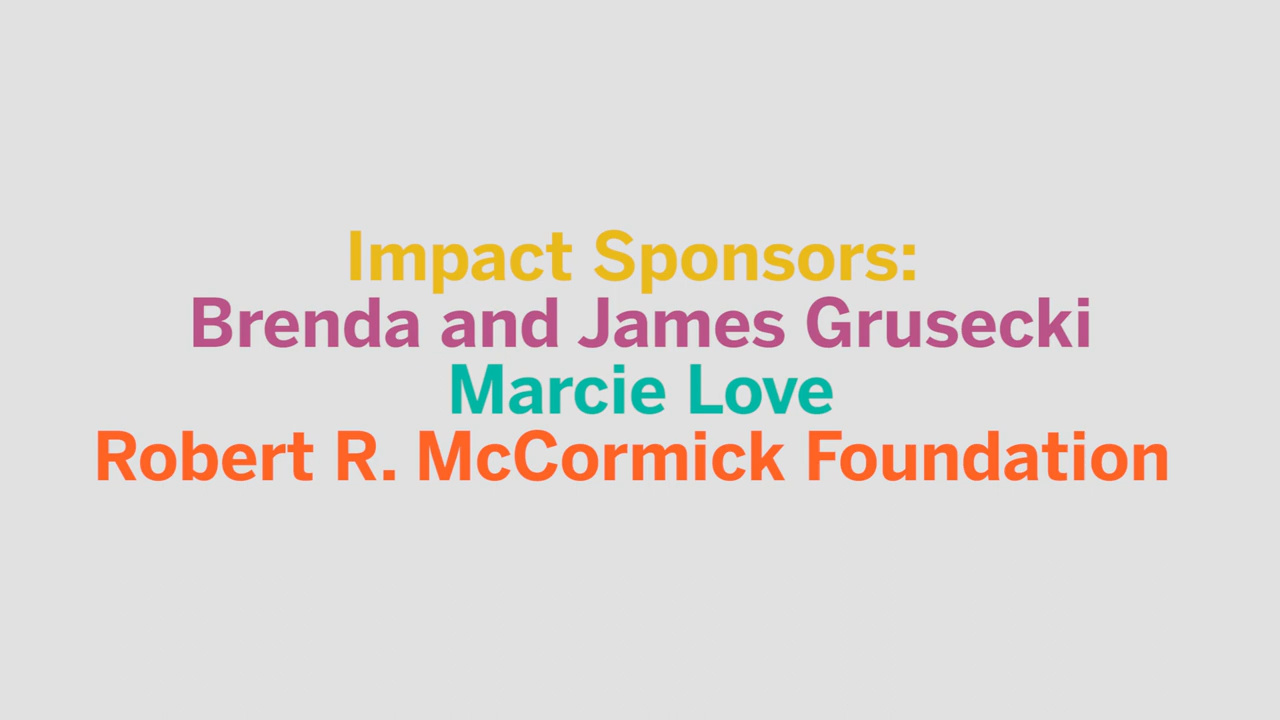 Impact Sponsors:
Brenda and James Grusecki
Marcie Love
Robert R. McCormick Foundation